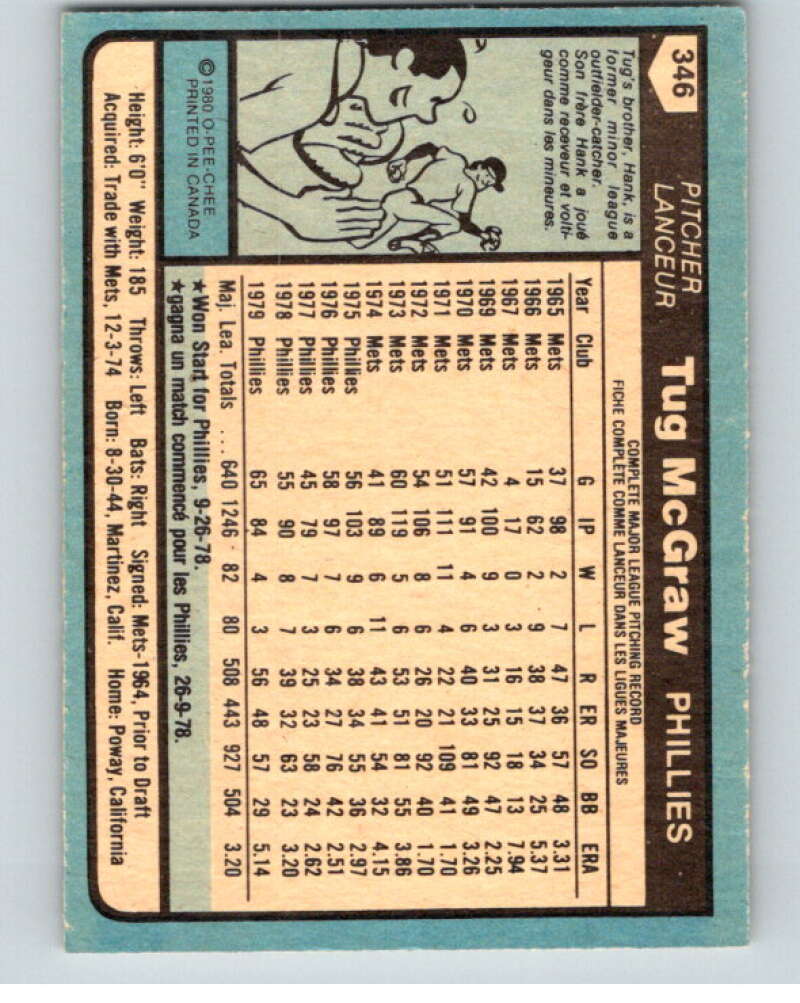 346
PITCHER
LANCEUR
Tug McGraw PHILLIES
Tug's brother, Hank, is a
former minor league
outfielder-catcher.
Son frère Hank a joué
comme receveur et volti-
geur dans les mineures.
©1980 O-PEE-CHEE
PRINTED IN CANADA
COMPLETE MAJOR LEAGUE PITCHING RECORD
FICHE COMPLÈTE COMME LANCEUR DANS LES LIGUES MAJEURES
Year Club G IP W L R ER SO BB ERA
1965 Mets 37 98 2 7 47 36 57 48 3.31
1966 Mets 15 62 2 9 38 37 34 25 5.37
1967 Mets 4 17 0 3 16 15 18 13 7.94
1969 Mets 42 100 9 3 31 25 92 47 2.25
1970 Mets 57 91 4 6 40 33 81 49 3.26
1971 Mets 51 111 11 4 22 21 109 41 1.70
1972 Mets 54 106 8 6 26 20 92 40 1.70
1973 Mets 60 119 5 6 53 51 81 55 3.86
1974 Mets 41 89 6 11 43 41 54 32 4.15
1975 Phillies 56 103 9 6 38 34 55 36 2.97
1976 Phillies 58 97 7 6 34 27 76 42 2.51
1977 Phillies 45 79 7 3 25 23 58 24 2.62
1978 Phillies 55 90 8 7 39 32 63 23 3.20
1979 Phillies 65 84 4 3 56 48 57 29 5.14
Maj. Lea. Totals ... 640 1246 82 80 508 443 927 504 3.20
★Won Start for Phillies, 9-26-78.
★gagna un match commencé pour les Phillies, 26-9-78.
Height: 6'0" Weight: 185 Throws: Left Bats: Right Signed: Mets-1964, Prior to Draft
Acquired: Trade with Mets, 12-3-74 Born: 8-30-44, Martinez, Calif. Home: Poway, California